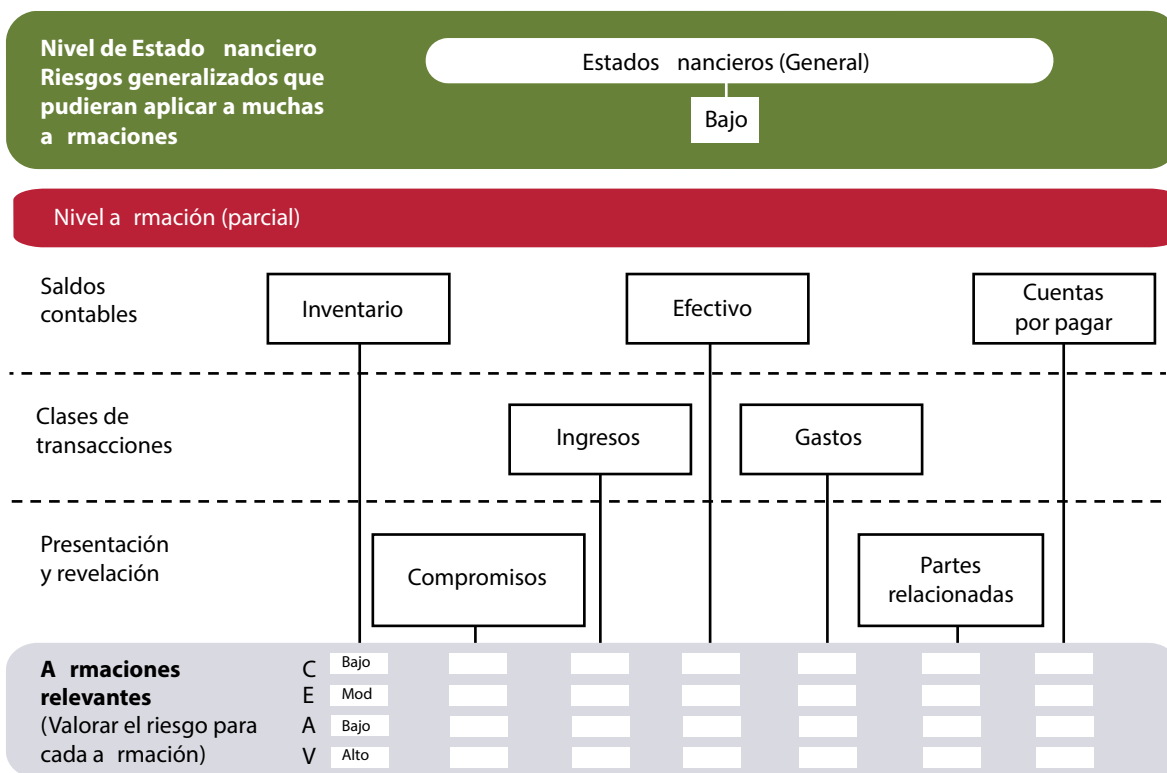 Nivel de Estado nanciero
Riesgos generalizados que
pudieran aplicar a muchas
a rmaciones
Estados nancieros (General)
Bajo
Nivel a rmación (parcial)
Saldos
contables
Inventario
Efectivo
Cuentas
por pagar
Clases de
transacciones
Ingresos
Gastos
Presentación
y revelación
Compromisos
Partes
relacionadas
A rmaciones
relevantes
(Valorar el riesgo para
cada a rmación)
C Bajo
E Mod
A Bajo
V Alto